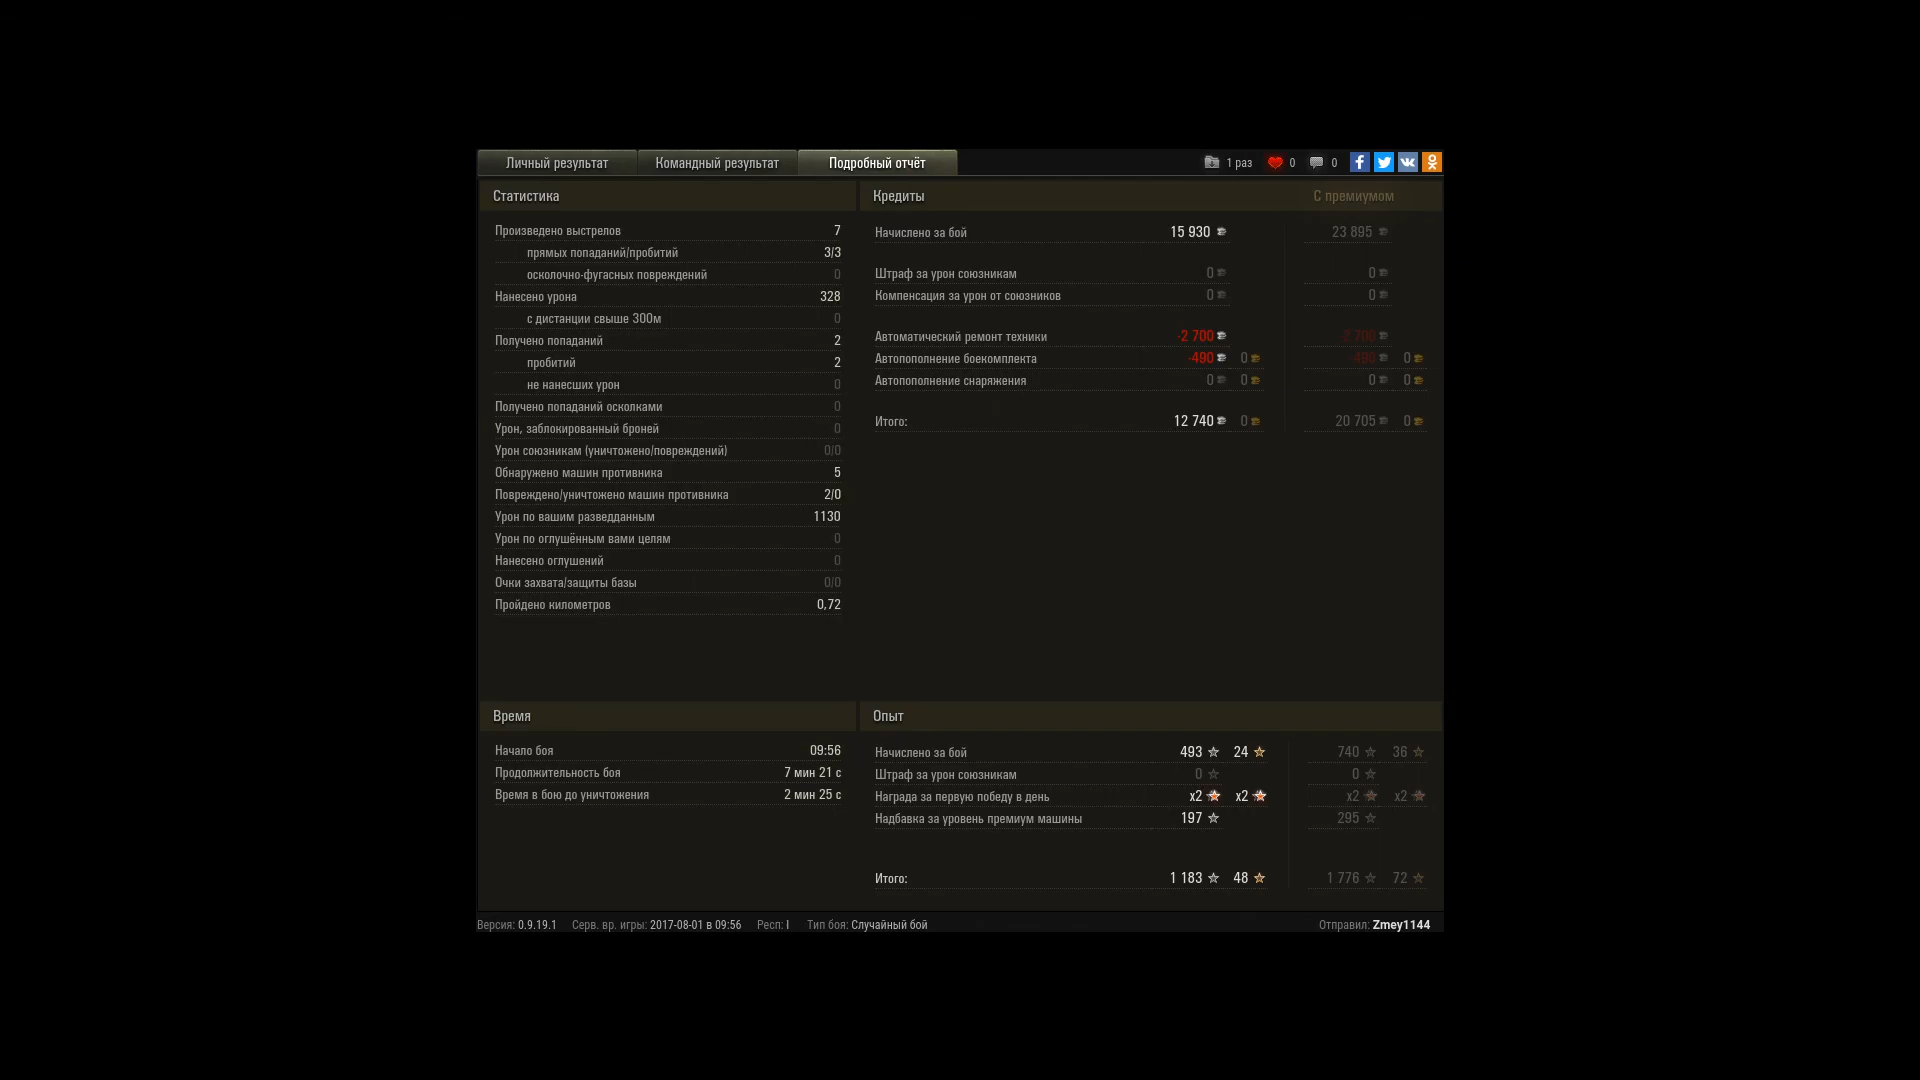 Личный результат Командный результат Подробный отчёт 1 раз 0 0
Статистика
Произведено выстрелов 7
прямых попаданий/пробитий 3/3
осколочно-фугасных повреждений 0
Нанесено урона 328
с дистанции свыше 300м 0
Получено попаданий 2
пробитий 2
не нанесших урон 0
Получено попаданий осколками 0
Урон, заблокированный броней 0
Урон союзникам (уничтожено/повреждений) 0/0
Обнаружено машин противника 5
Повреждено/уничтожено машин противника 2/0
Урон по вашим разведданным 1130
Урон по оглушённым вами целям 0
Нанесено оглушений 0
Очки захвата/защиты базы 0/0
Пройдено километров 0,72
Кредиты С премиумом
Начислено за бой 15 930 23 895
Штраф за урон союзникам 0 0
Компенсация за урон от союзников 0 0
Автоматический ремонт техники -2 700 -2 700
Автопополнение боекомплекта -490 0 -490 0
Автопополнение снаряжения 0 0 0 0
Итого: 12 740 0 20 705 0
Время
Начало боя 09:56
Продолжительность боя 7 мин 21 с
Время в бою до уничтожения 2 мин 25 с
Опыт
Начислено за бой 493 24 740 36
Штраф за урон союзникам 0 0
Награда за первую победу в день x2 x2 x2 x2
Надбавка за уровень премиум машины 197 295
Итого: 1 183 48 1 776 72
Версия: 0.9.19.1 Серв. вр. игры: 2017-08-01 в 09:56 Респ: I Тип боя: Случайный бой Отправил: Zmey1144